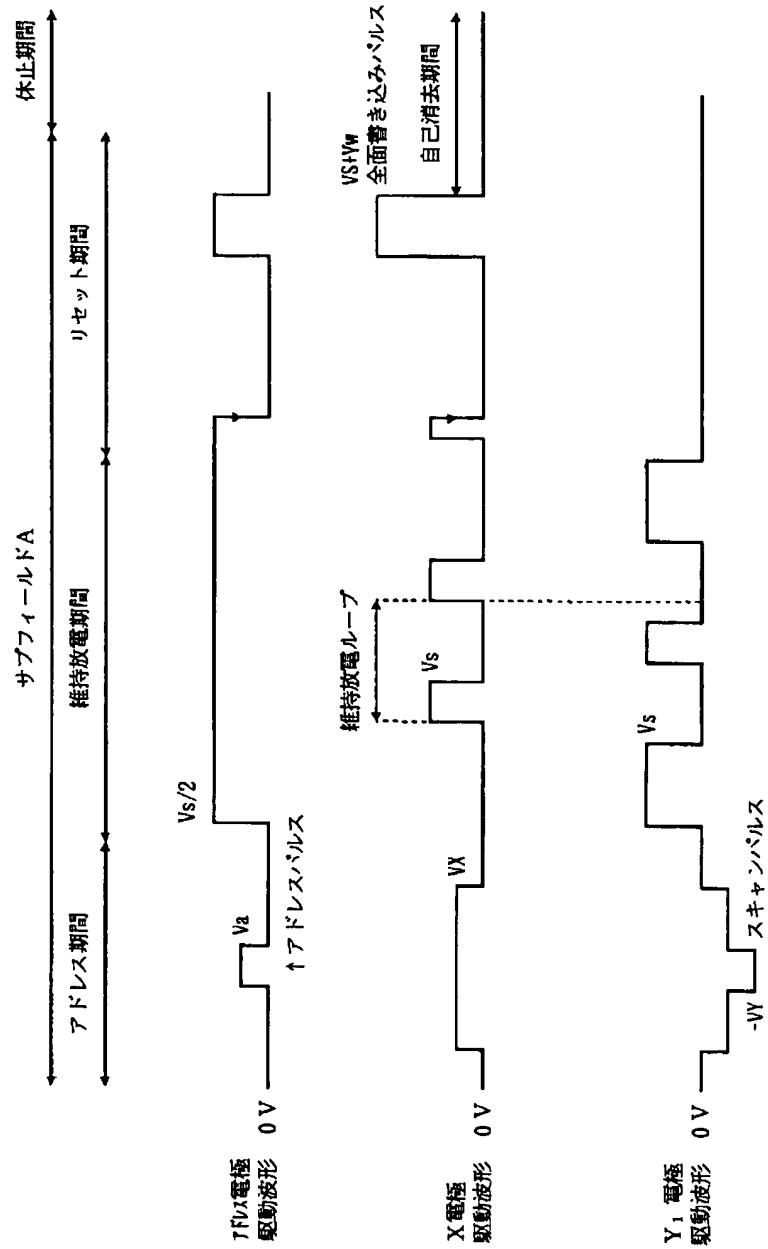 サブフィールドA
休止期間
アドレス期間
維持放電期間
リセット期間
ｱﾄﾞﾚｽ電極
駆動波形
0 V
Va
↑アドレスパルス
Vs/2
X 電極
駆動波形
0 V
VX
維持放電ループ
Vs
VS+Vw
全面書き込みパルス
自己消去期間
Y₁ 電極
駆動波形
0 V
-VY
スキャンパルス
Vs